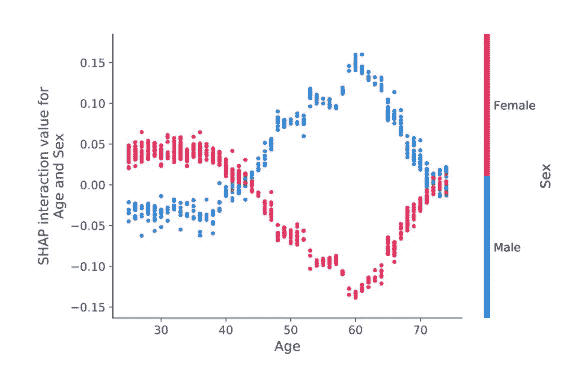 SHAP interaction value for
Age and Sex
0.15
0.10
0.05
0.00
−0.05
−0.10
−0.15
30
40
50
60
70
Age
Female
Male
Sex